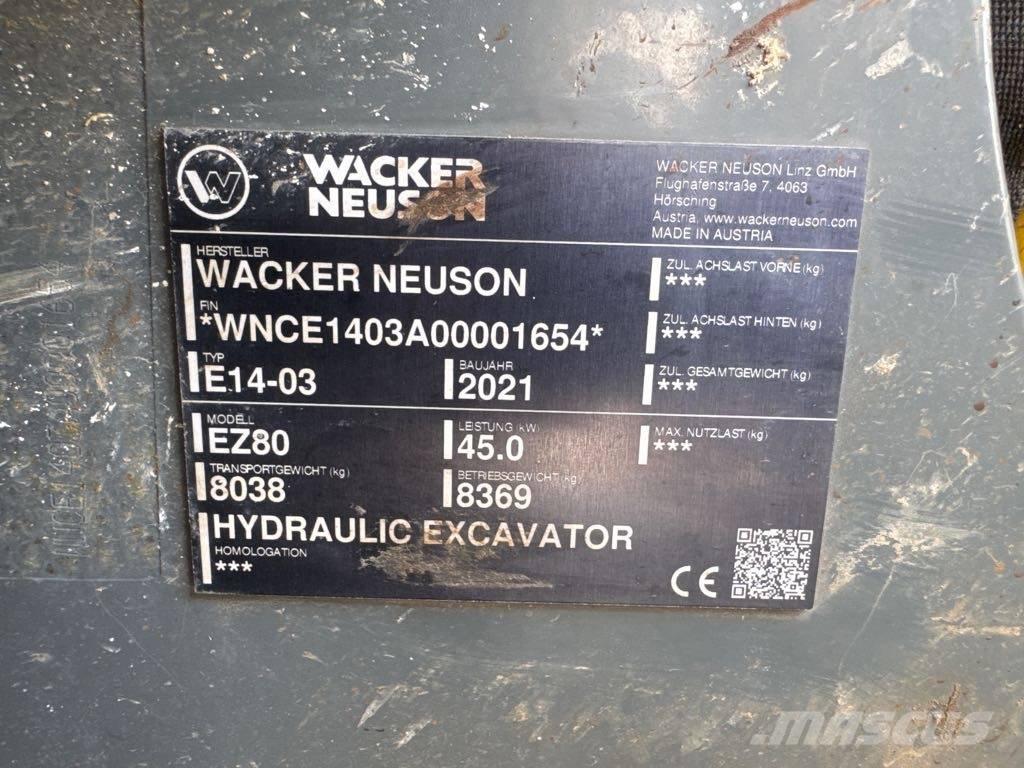 WACKER
NEUSON
WACKER NEUSON Linz GmbH
Flughafenstraße 7, 4063
Hörsching
Austria, www.wackerneuson.com
MADE IN AUSTRIA
HERSTELLER
WACKER NEUSON
ZUL. ACHSLAST VORNE (kg)
***
FIN
*WNCE1403A00001654*
ZUL. ACHSLAST HINTEN (kg)
***
TYP
E14-03
BAUJAHR
2021
ZUL. GESAMTGEWICHT (kg)
***
MODELL
EZ80
LEISTUNG (kW)
45.0
MAX. NUTZLAST (kg)
***
TRANSPORTGEWICHT (kg)
8038
BETRIEBSGEWICHT (kg)
8369
HYDRAULIC EXCAVATOR
HOMOLOGATION
***
CE
mascus